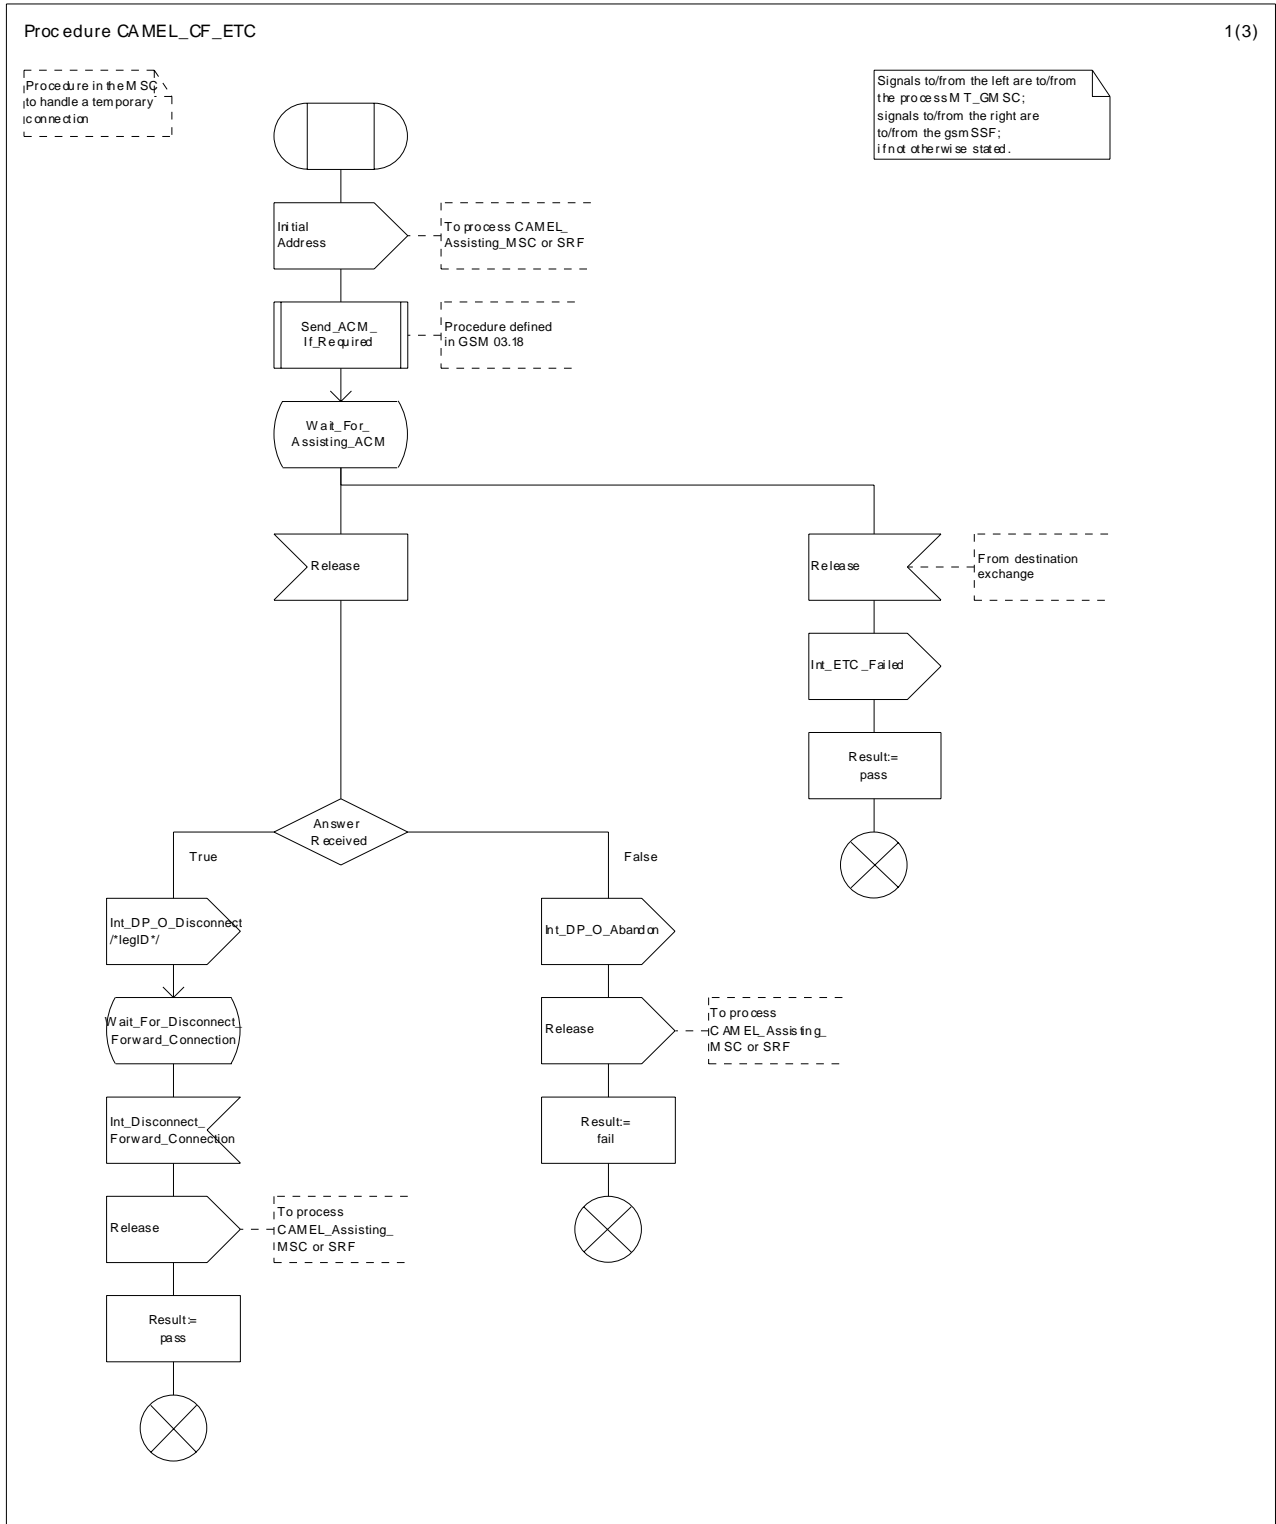 Procedure CAMEL_CF_ETC
1(3)
Procedure in the MSC
to handle a temporary
connection
Signals to/from the left are to/from
the process MT_GMSC;
signals to/from the right are
to/from the gsmSSF;
if not otherwise stated.
Initial
Address
To process CAMEL_
Assisting_MSC or SRF
Send_ACM_
If_Required
Procedure defined
in GSM 03.18
Wait_For_
Assisting_ACM
Release
Release
From destination
exchange
Int_ETC_Failed
Result:=
pass
Answer
Received
True
False
Int_DP_O_Disconnect
/*legID*/
Int_DP_O_Abandon
Wait_For_Disconnect_
Forward_Connection
Release
To process
CAMEL_Assisting_
MSC or SRF
Int_Disconnect_
Forward_Connection
Result:=
fail
Release
To process
CAMEL_Assisting_
MSC or SRF
Result:=
pass